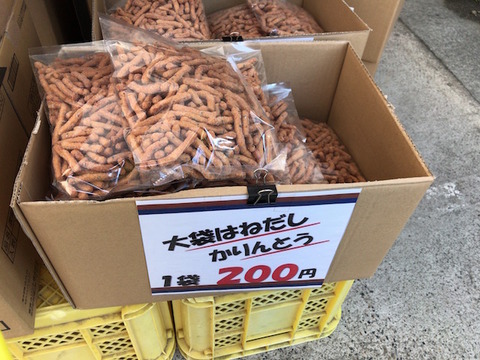 大袋はねだし
かりんとう
1袋 200円